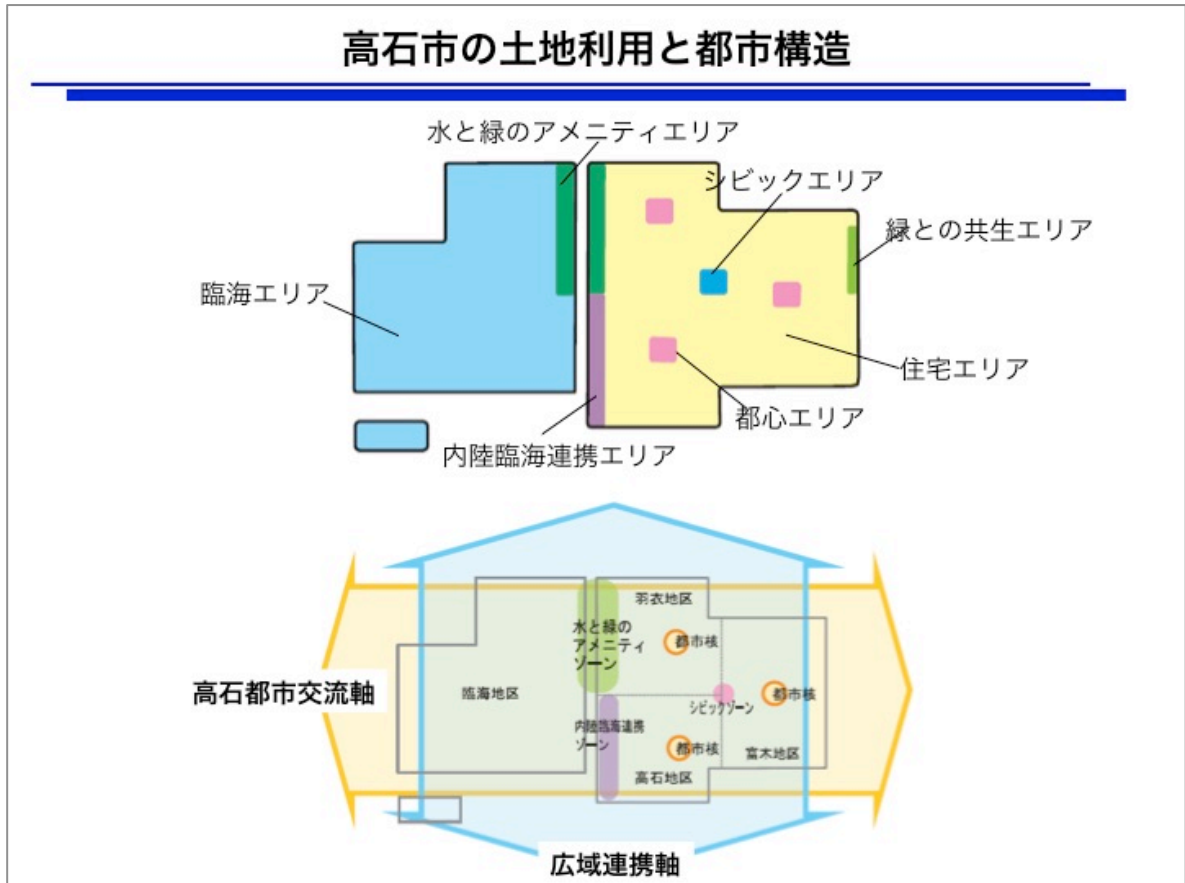 高石市の土地利用と都市構造
水と緑のアメニティエリア
シビックエリア
緑との共生エリア
臨海エリア
住宅エリア
都心エリア
内陸臨海連携エリア
羽衣地区
水と緑の
アメニティ
ゾーン
都市核
高石都市交流軸
臨海地区
シビックゾーン
都市核
内陸臨海連携
ゾーン
都市核
富木地区
高石地区
広域連携軸